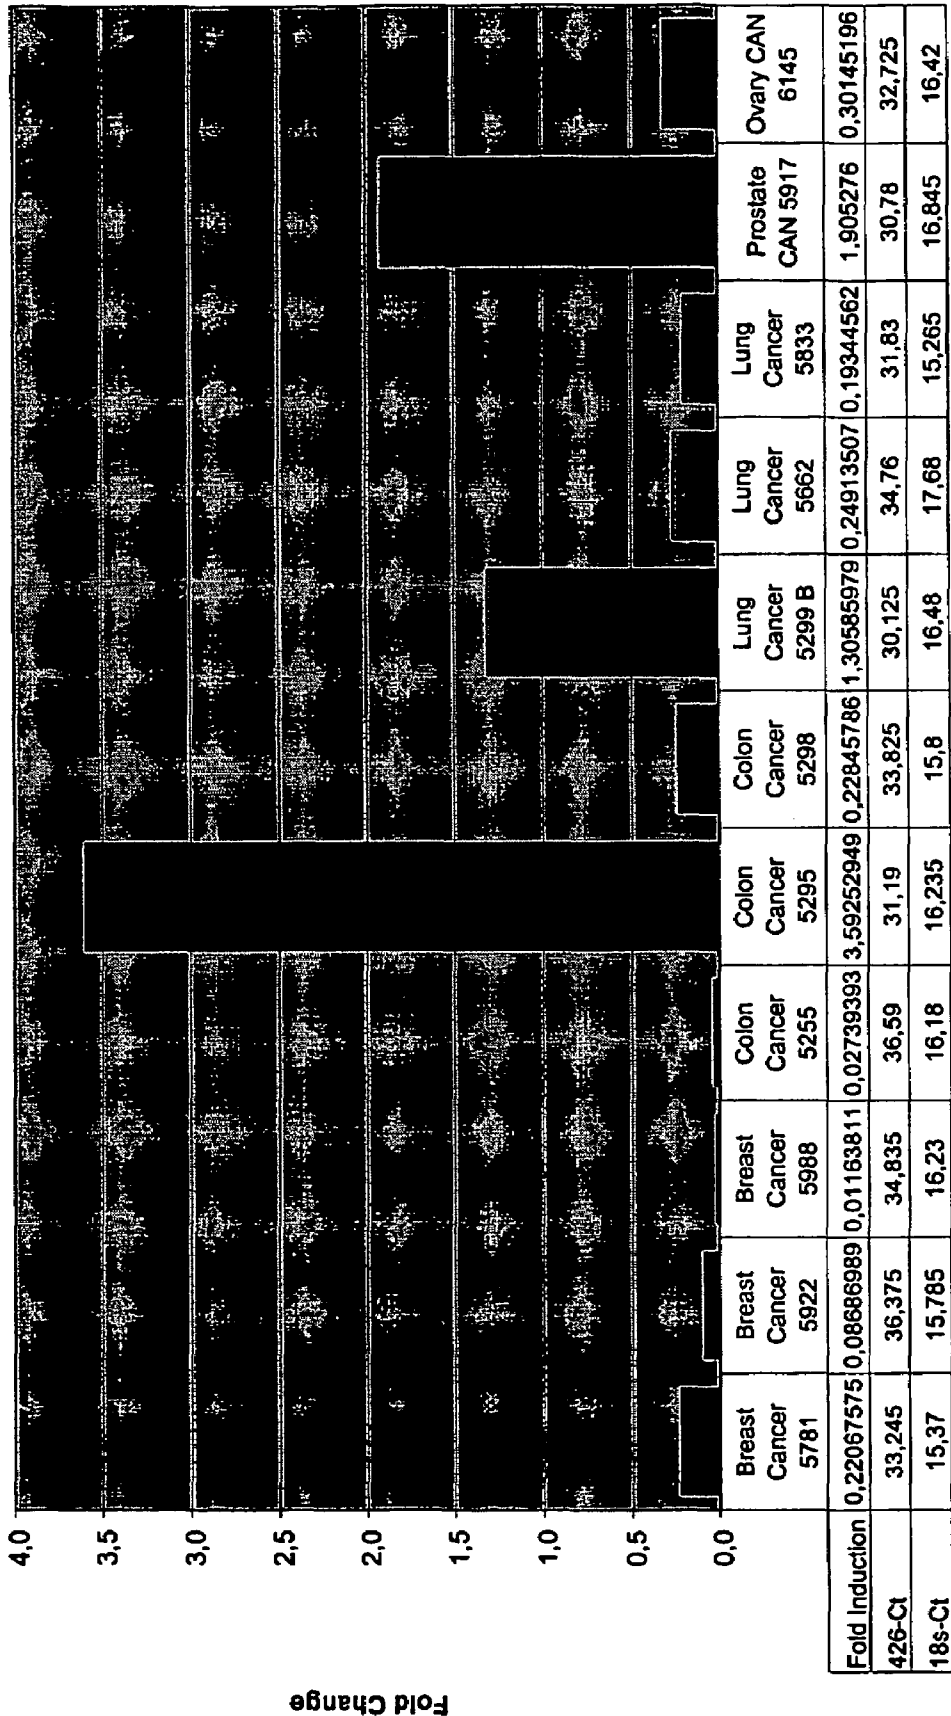 Fold Change
4,0
3,5
3,0
2,5
2,0
1,5
1,0
0,5
0,0
Breast Cancer 5781
Breast Cancer 5922
Breast Cancer 5988
Colon Cancer 5255
Colon Cancer 5295
Colon Cancer 5298
Lung Cancer 5299 B
Lung Cancer 5662
Lung Cancer 5833
Prostate CAN 5917
Ovary CAN 6145
Fold Induction 0,22067575 0,08686989 0,01163811 0,02739393 3,59252949 0,22845786 1,30585979 0,24913507 0,19344562 1,905276 0,30145196
426-Ct 33,245 36,375 34,835 36,59 31,19 33,825 30,125 34,76 31,83 30,78 32,725
18s-Ct 15,37 15,785 16,23 16,18 16,235 15,8 16,48 17,68 15,265 16,845 16,42